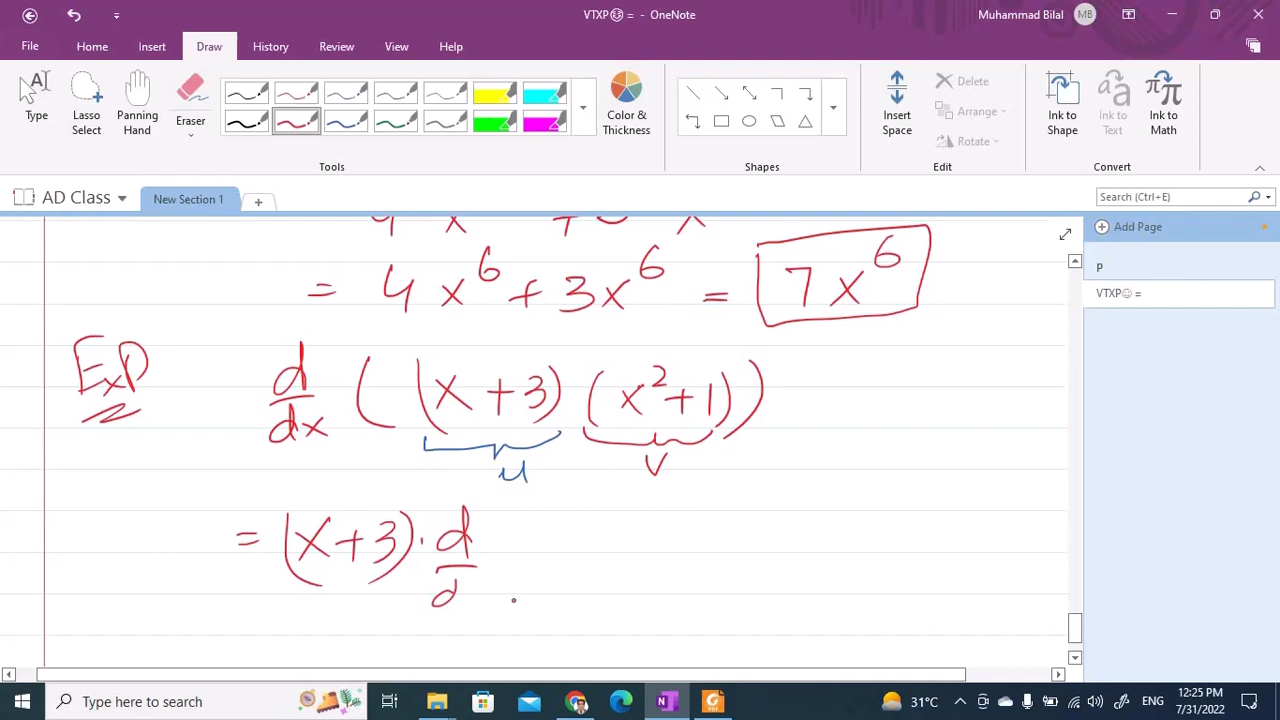 VTXP😊 = - OneNote
Muhammad Bilal MB
File Home Insert Draw History Review View Help
Type Lasso Select Panning Hand Eraser Color & Thickness Insert Space Delete Arrange Rotate Ink to Shape Ink to Text Ink to Math
Tools Shapes Edit Convert
AD Class New Section 1 + Search (Ctrl+E)
Add Page
p
VTXP😊 =
= 4x⁶ + 3x⁶ = 7x⁶
ExP d/dx ((x + 3) (x² + 1))
u v
= (x + 3) · d/d
Type here to search
31°C ENG 12:25 PM
7/31/2022